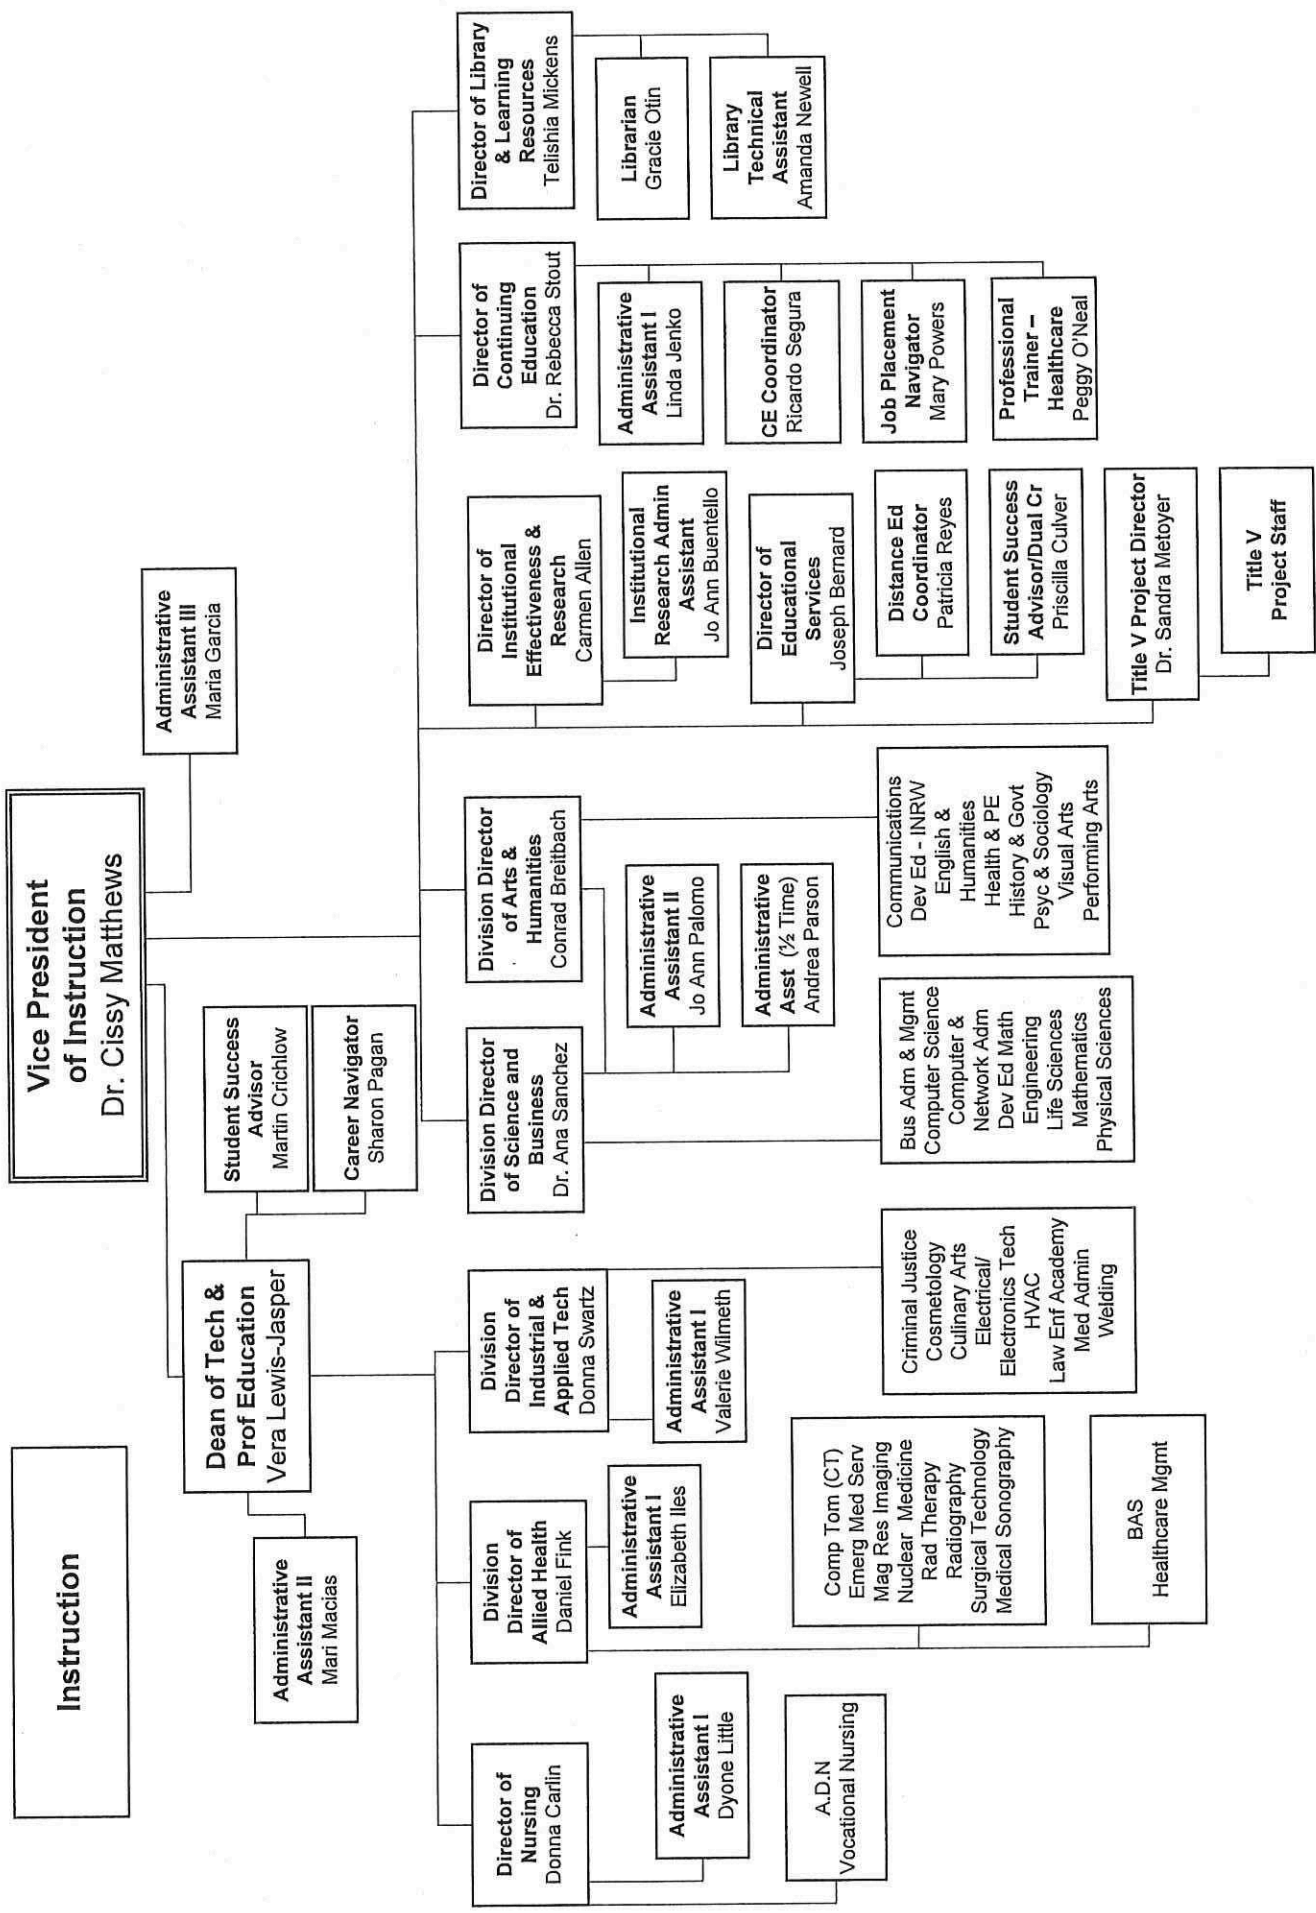 Instruction
Vice President
of Instruction
Dr. Cissy Matthews
Administrative
Assistant III
Maria Garcia
Dean of Tech &
Prof Education
Vera Lewis-Jasper
Administrative
Assistant II
Mari Macias
Student Success
Advisor
Martin Crichlow
Career Navigator
Sharon Pagan
Director of
Nursing
Donna Carlin
Administrative
Assistant I
Dyone Little
A.D.N
Vocational Nursing
Division
Director of
Allied Health
Daniel Fink
Administrative
Assistant I
Elizabeth Iles
Comp Tom (CT)
Emerg Med Serv
Mag Res Imaging
Nuclear Medicine
Rad Therapy
Radiography
Surgical Technology
Medical Sonography
BAS
Healthcare Mgmt
Division
Director of
Industrial &
Applied Tech
Donna Swartz
Administrative
Assistant I
Valerie Wilmeth
Criminal Justice
Cosmetology
Culinary Arts
Electrical/
Electronics Tech
HVAC
Law Enf Academy
Med Admin
Welding
Division Director
of Science and
Business
Dr. Ana Sanchez
Bus Adm & Mgmt
Computer Science
Computer &
Network Adm
Dev Ed Math
Engineering
Life Sciences
Mathematics
Physical Sciences
Division Director
of Arts &
Humanities
Conrad Breitbach
Administrative
Assistant II
Jo Ann Palomo
Administrative
Asst (½ Time)
Andrea Parson
Communications
Dev Ed - INRW
English &
Humanities
Health & PE
History & Govt
Psyc & Sociology
Visual Arts
Performing Arts
Director of
Institutional
Effectiveness &
Research
Carmen Allen
Institutional
Research Admin
Assistant
Jo Ann Buentello
Director of
Educational
Services
Joseph Bernard
Distance Ed
Coordinator
Patricia Reyes
Student Success
Advisor/Dual Cr
Priscilla Culver
Title V Project Director
Dr. Sandra Metoyer
Title V
Project Staff
Director of
Continuing
Education
Dr. Rebecca Stout
Administrative
Assistant I
Linda Jenko
CE Coordinator
Ricardo Segura
Job Placement
Navigator
Mary Powers
Professional
Trainer –
Healthcare
Peggy O'Neal
Director of Library
& Learning
Resources
Telishia Mickens
Librarian
Gracie Otin
Library
Technical
Assistant
Amanda Newell